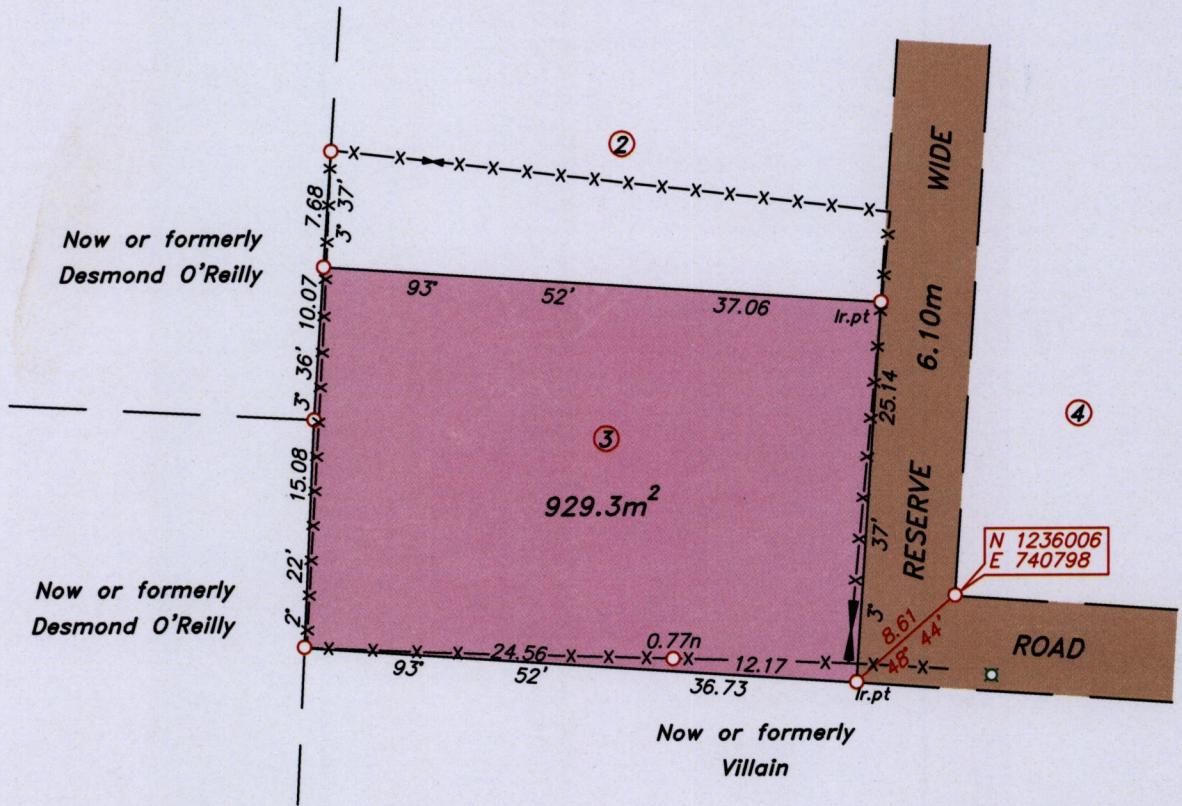 2
WIDE
6.10m
RESERVE
7.68
3° 37'
Now or formerly
Desmond O'Reilly
93° 52' 37.06
Ir.pt
10.07
3° 36'
25.14
3° 37'
4
3
929.3m²
15.08
2° 22'
N 1236006
E 740798
Now or formerly
Desmond O'Reilly
8.61
48° 44'
ROAD
0.77n
24.56 12.17
93° 52' 36.73
Ir.pt
Now or formerly
Villain